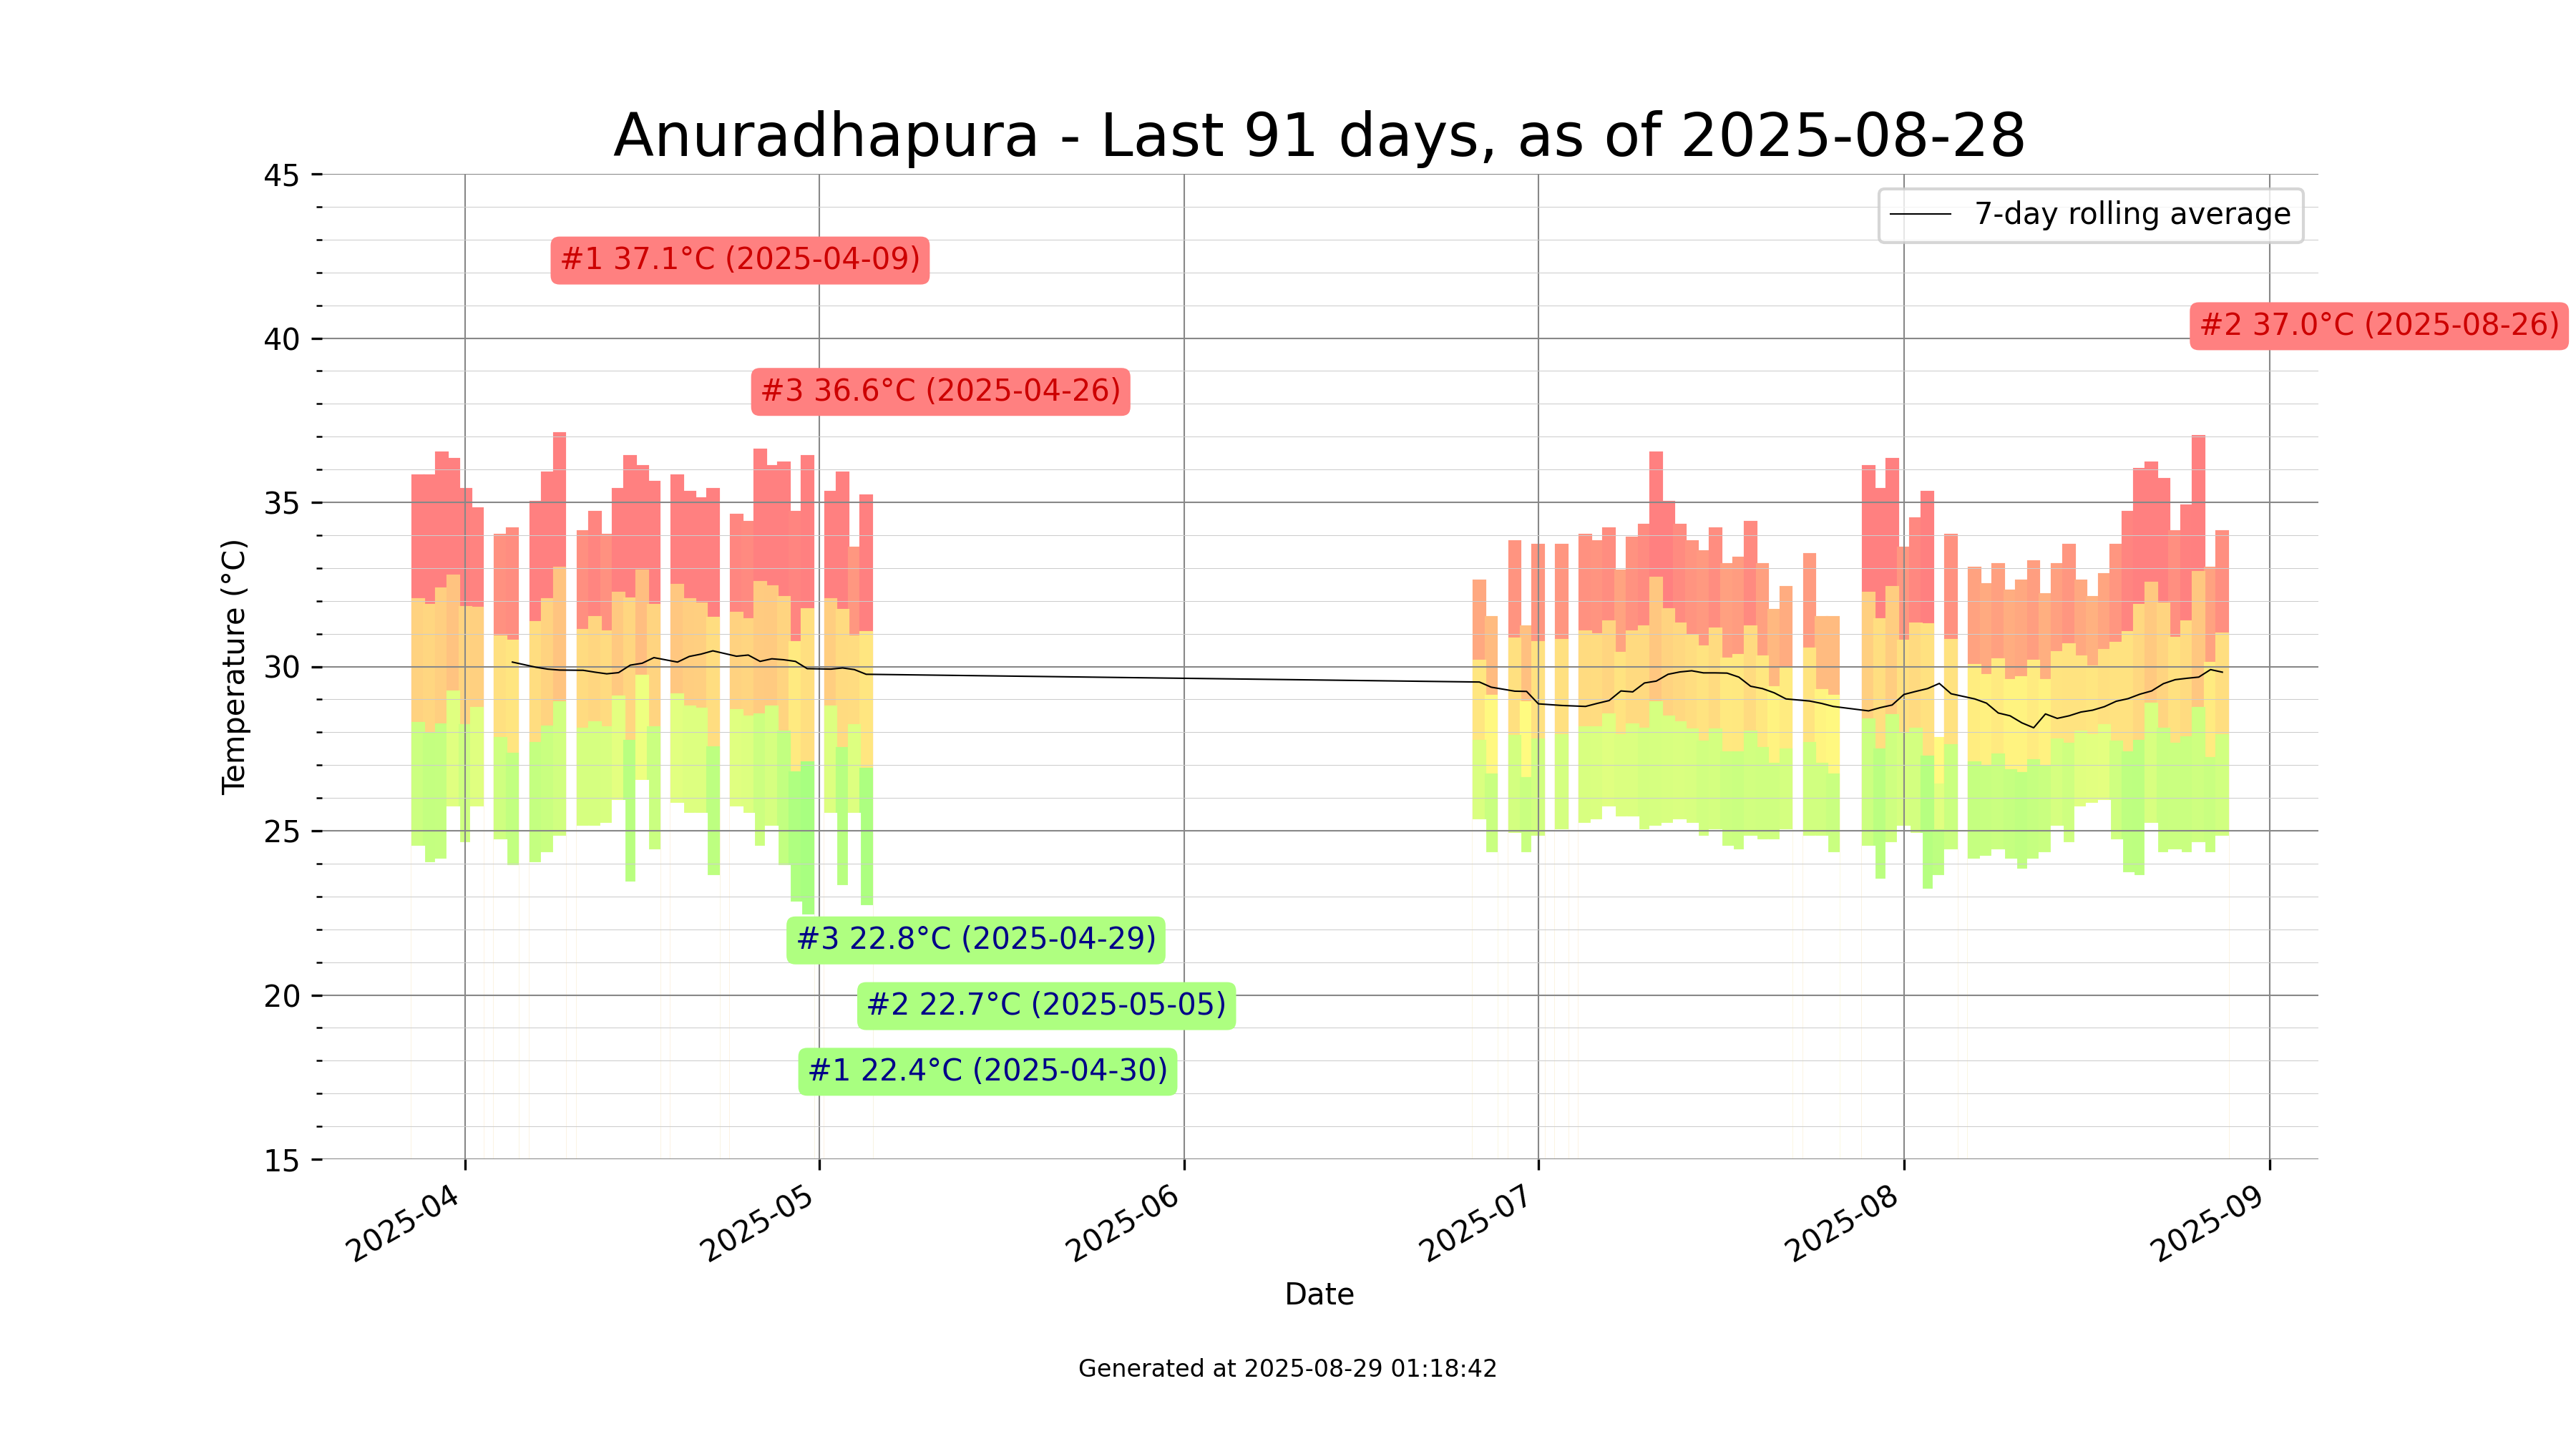 Anuradhapura - Last 91 days, as of 2025-08-28
45
7-day rolling average
#1 37.1°C (2025-04-09)
#2 37.0°C (2025-08-26)
40
#3 36.6°C (2025-04-26)
35
30
Temperature (°C)
25
#3 22.8°C (2025-04-29)
20
#2 22.7°C (2025-05-05)
#1 22.4°C (2025-04-30)
15
2025-04
2025-05
2025-06
2025-07
2025-08
2025-09
Date
Generated at 2025-08-29 01:18:42